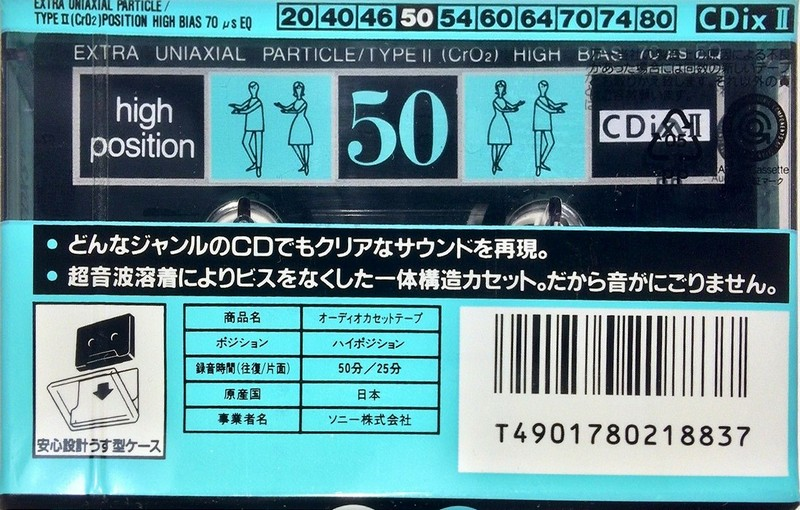 EXTRA UNIAXIAL PARTICLE/
TYPE II (CrO2) POSITION HIGH BIAS 70 μs EQ
20 40 46 50 54 60 64 70 74 80
CDix II
EXTRA UNIAXIAL PARTICLE/TYPE II (CrO2) HIGH BIAS 70 μs
high
position
50
CDix-II
PP
• どんなジャンルのCDでもクリアなサウンドを再現。
• 超音波溶着によりビスをなくした一体構造カセット。だから音がにごりません。
商品名 オーディオカセットテープ
ポジション ハイポジション
録音時間(往復/片面) 50分/25分
原産国 日本
事業者名 ソニー株式会社
安心設計うす型ケース
T4901780218837